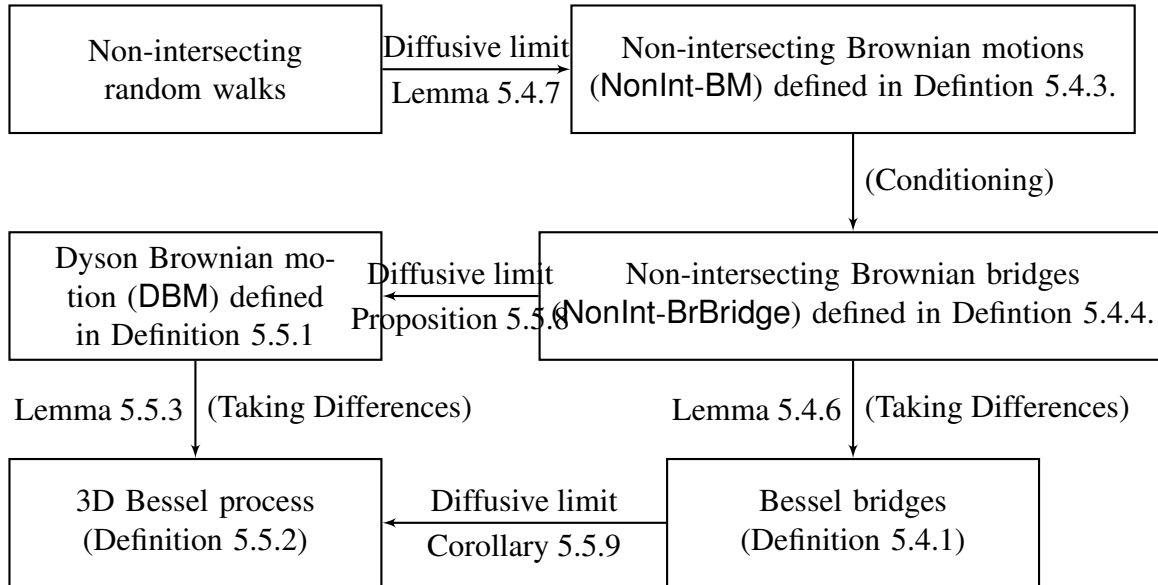 Non-intersecting
random walks
Diffusive limit
Lemma 5.4.7
Non-intersecting Brownian motions
(NonInt-BM) defined in Defintion 5.4.3.
(Conditioning)
Dyson Brownian mo-
tion (DBM) defined
in Definition 5.5.1
Diffusive limit
Proposition 5.5.8
Non-intersecting Brownian bridges
(NonInt-BrBridge) defined in Defintion 5.4.4.
Lemma 5.5.3
(Taking Differences)
Lemma 5.4.6
(Taking Differences)
3D Bessel process
(Definition 5.5.2)
Diffusive limit
Corollary 5.5.9
Bessel bridges
(Definition 5.4.1)